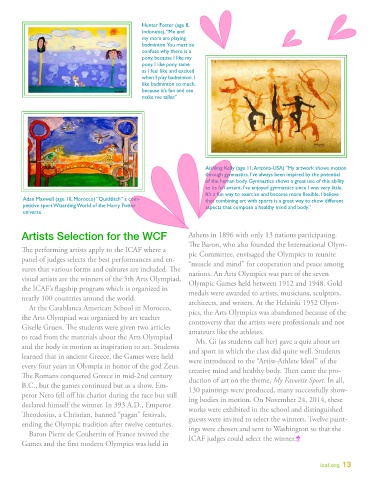 Hunter Foster (age 8,
Indonesia), "Me and
my mom are playing
badminton. You must be
confuse why there is a
pony, because I like my
pony. I like pony same
as I feel like and excited
when I play badminton. I
like badminton so much,
because it's fun and can
make me taller."
Aribeng Kelly (age 11, Arizona-USA) "My artwork shows motion
through gymnastics. I've always been inspired by the potential
of the human body. Gymnastics shows a great use of this ability
to its full extent. I've enjoyed gymnastics since I was very little.
It's a fun way to exercise and become more flexible. I believe
that combining art with sports is a great way to show different
aspects that compose a healthy mind and body."
Adan Maxwell (age 10, Morocco) "Quidditch" a com-
petitive sport Wizarding World of the Harry Potter
universe.
Artists Selection for the WCF
The performing artists apply to the ICAF where a
panel of judges selects the best performances and en-
sures that various forms and cultures are included. The
visual artists are the winners of the 5th Arts Olympiad,
the ICAF's flagship program which is organized in
nearly 100 countries around the world.
At the Casablanca American School in Morocco,
the Arts Olympiad was organized by art teacher
Giselle Gruen. The students were given two articles
to read from the materials about the Arts Olympiad
and the body in motion as inspiration to art. Students
learned that in ancient Greece, the Games were held
every four years in Olympia in honor of the god Zeus.
The Romans conquered Greece in mid-2nd century
B.C., but the games continued but as a show. Em-
peror Nero fell off his chariot during the race but still
declared himself the winner. In 393 A.D., Emperor
Theodosius, a Christian, banned "pagan" festivals,
ending the Olympic tradition after twelve centuries.
Baron Pierre de Coubertin of France revived the
Games and the first modern Olympics was held in
Athens in 1896 with only 13 nations participating.
The Baron, who also founded the International Olym-
pic Committee, envisaged the Olympics to reunite
"muscle and mind" for cooperation and peace among
nations. An Arts Olympics was part of the seven
Olympic Games held between 1912 and 1948. Gold
medals were awarded to artists, musicians, sculptors,
architects, and writers. At the Helsinki 1952 Olym-
pics, the Arts Olympics was abandoned because of the
controversy that the artists were professionals and not
amateurs like the athletes.
Ms. Gi (as students call her) gave a quiz about art
and sport in which the class did quite well. Students
were introduced to the "Artist-Athlete Ideal" of the
creative mind and healthy body. Then came the pro-
duction of art on the theme, My Favorite Sport. In all,
130 paintings were produced, many successfully show-
ing bodies in motion. On November 24, 2014, these
works were exhibited in the school and distinguished
guests were invited to select the winners. Twelve paint-
ings were chosen and sent to Washington so that the
ICAF judges could select the winner.
icaf.org 13